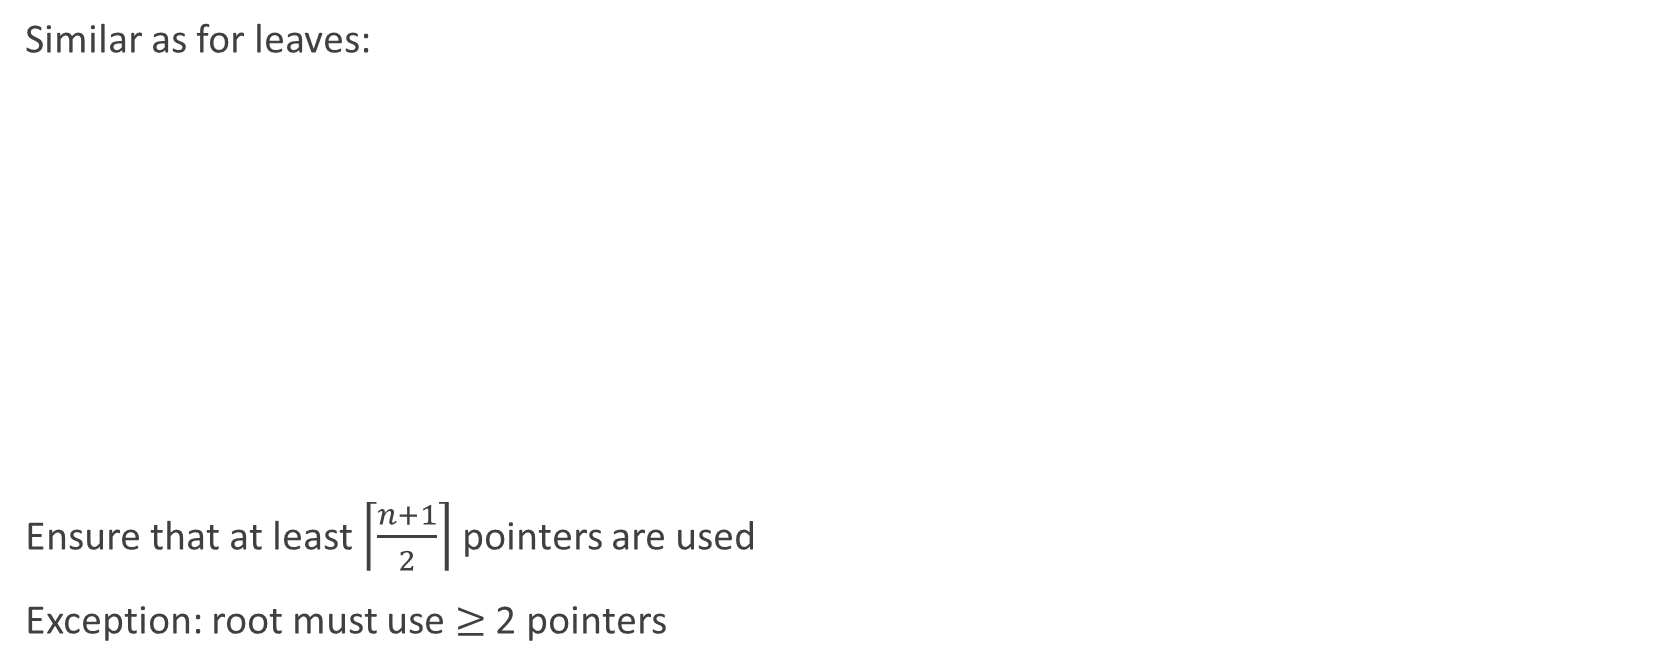 Similar as for leaves:
Ensure that at least ⌈n+1/2⌉ pointers are used
Exception: root must use ≥ 2 pointers